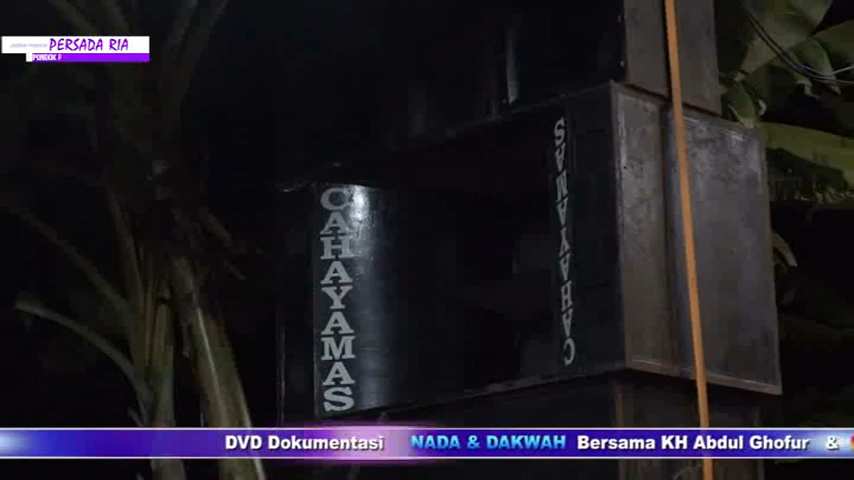 PERSADA RIA
PONDOK P
CAHAYAMAS
CAHAYAMAS
DVD Dokumentasi NADA & DAKWAH Bersama KH Abdul Ghofur &